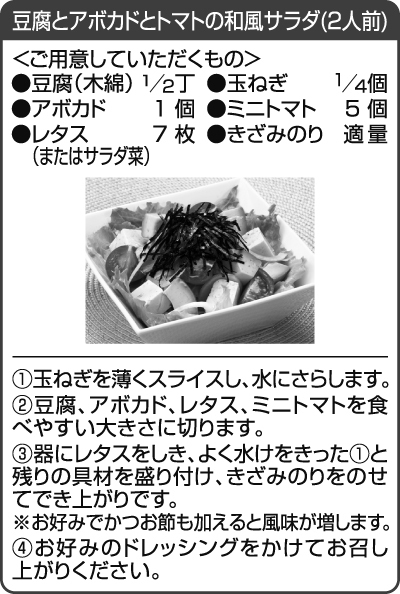 豆腐とアボカドとトマトの和風サラダ(2人前)
＜ご用意していただくもの＞
●豆腐(木綿) 1/2丁 ●玉ねぎ 1/4個
●アボカド 1個 ●ミニトマト 5個
●レタス 7枚 ●きざみのり 適量
(またはサラダ菜)
①玉ねぎを薄くスライスし、水にさらします。
②豆腐、アボカド、レタス、ミニトマトを食
べやすい大きさに切ります。
③器にレタスをしき、よく水けをきった①と
残りの具材を盛り付け、きざみのりをのせ
てでき上がりです。
※お好みでかつお節も加えると風味が増します。
④お好みのドレッシングをかけてお召し
上がりください。